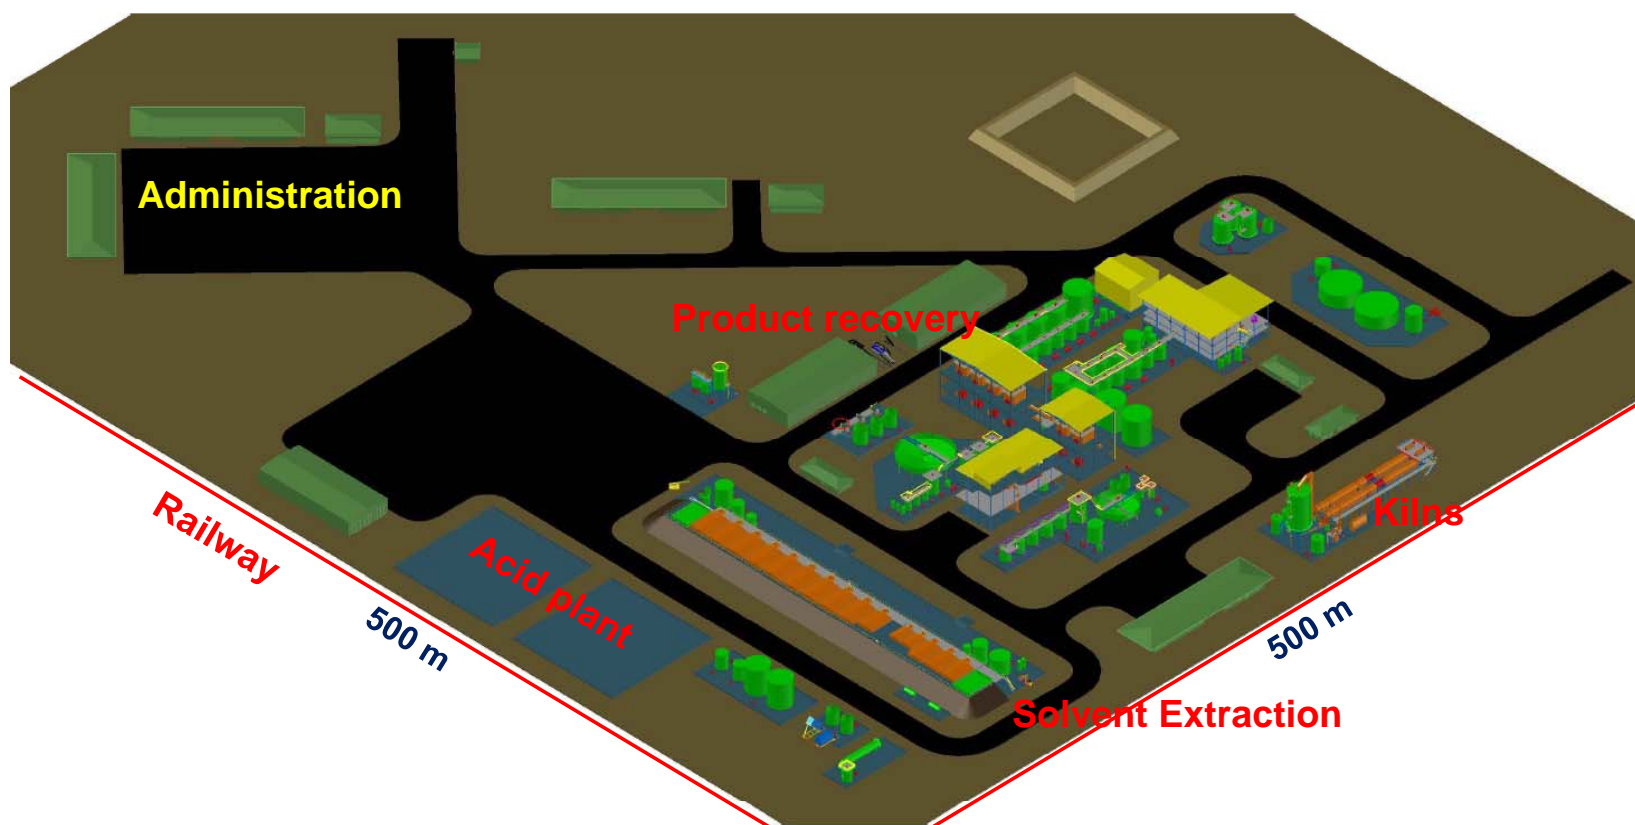 Administration
Product recovery
Railway
Acid plant
Kilns
500 m
500 m
Solvent Extraction